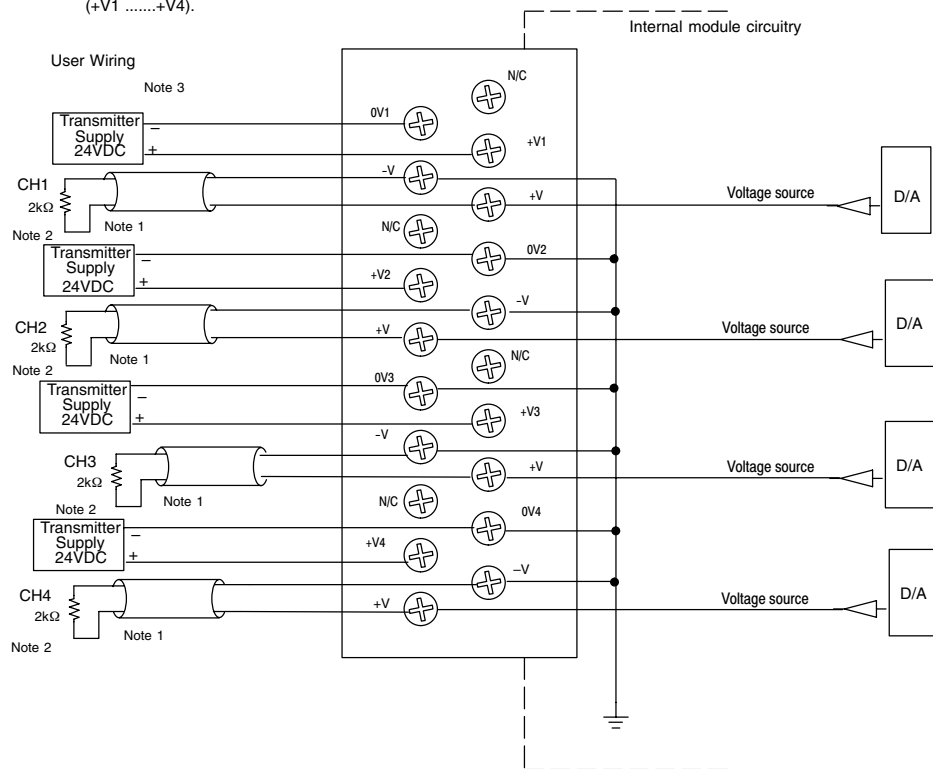 (+V1 .......+V4).
Internal module circuitry
User Wiring
Note 3
N/C
0V1
Transmitter
Supply
24VDC
–
+
+V1
–V
CH1
2kΩ
Note 1
Note 2
+V
Voltage source
D/A
N/C
0V2
Transmitter
Supply
24VDC
–
+
+V2
–V
CH2
2kΩ
Note 1
Note 2
+V
Voltage source
D/A
N/C
0V3
Transmitter
Supply
24VDC
–
+
+V3
–V
CH3
2kΩ
Note 1
Note 2
+V
Voltage source
D/A
N/C
0V4
Transmitter
Supply
24VDC
–
+
+V4
–V
CH4
2kΩ
Note 1
Note 2
+V
Voltage source
D/A